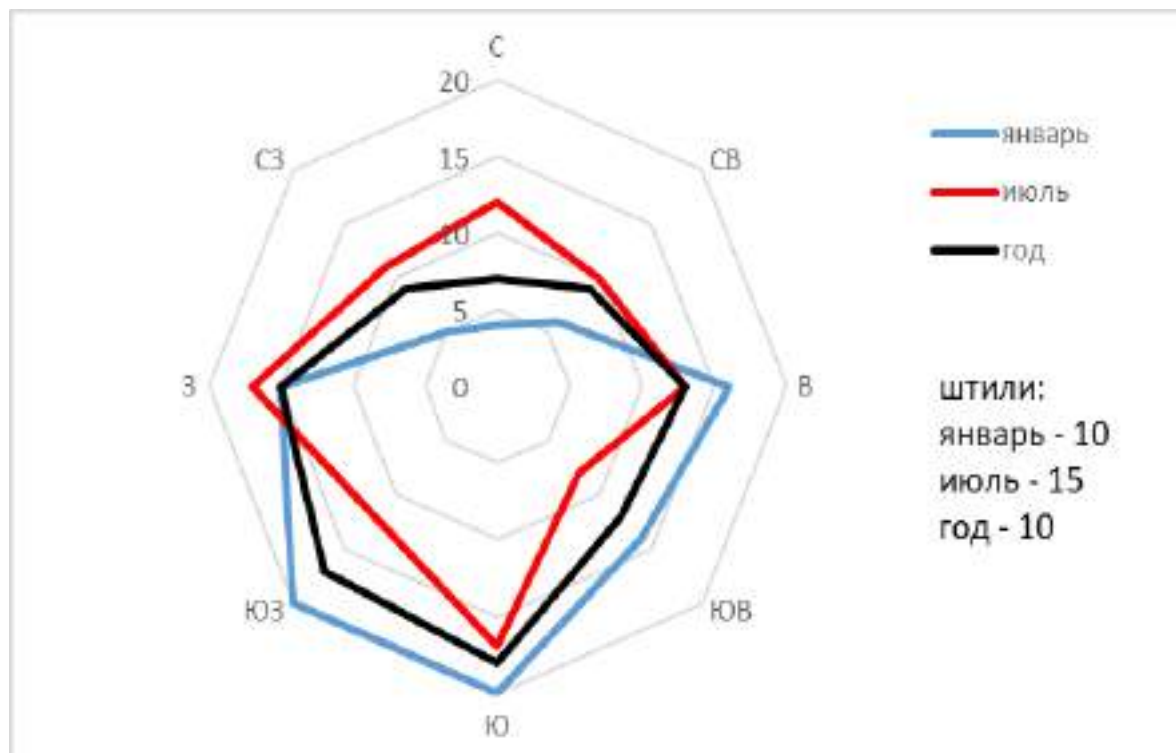 С
20
СЗ
15
СВ
10
5
З
0
В
ЮЗ
ЮВ
Ю
январь
июль
год
штили:
январь - 10
июль - 15
год - 10